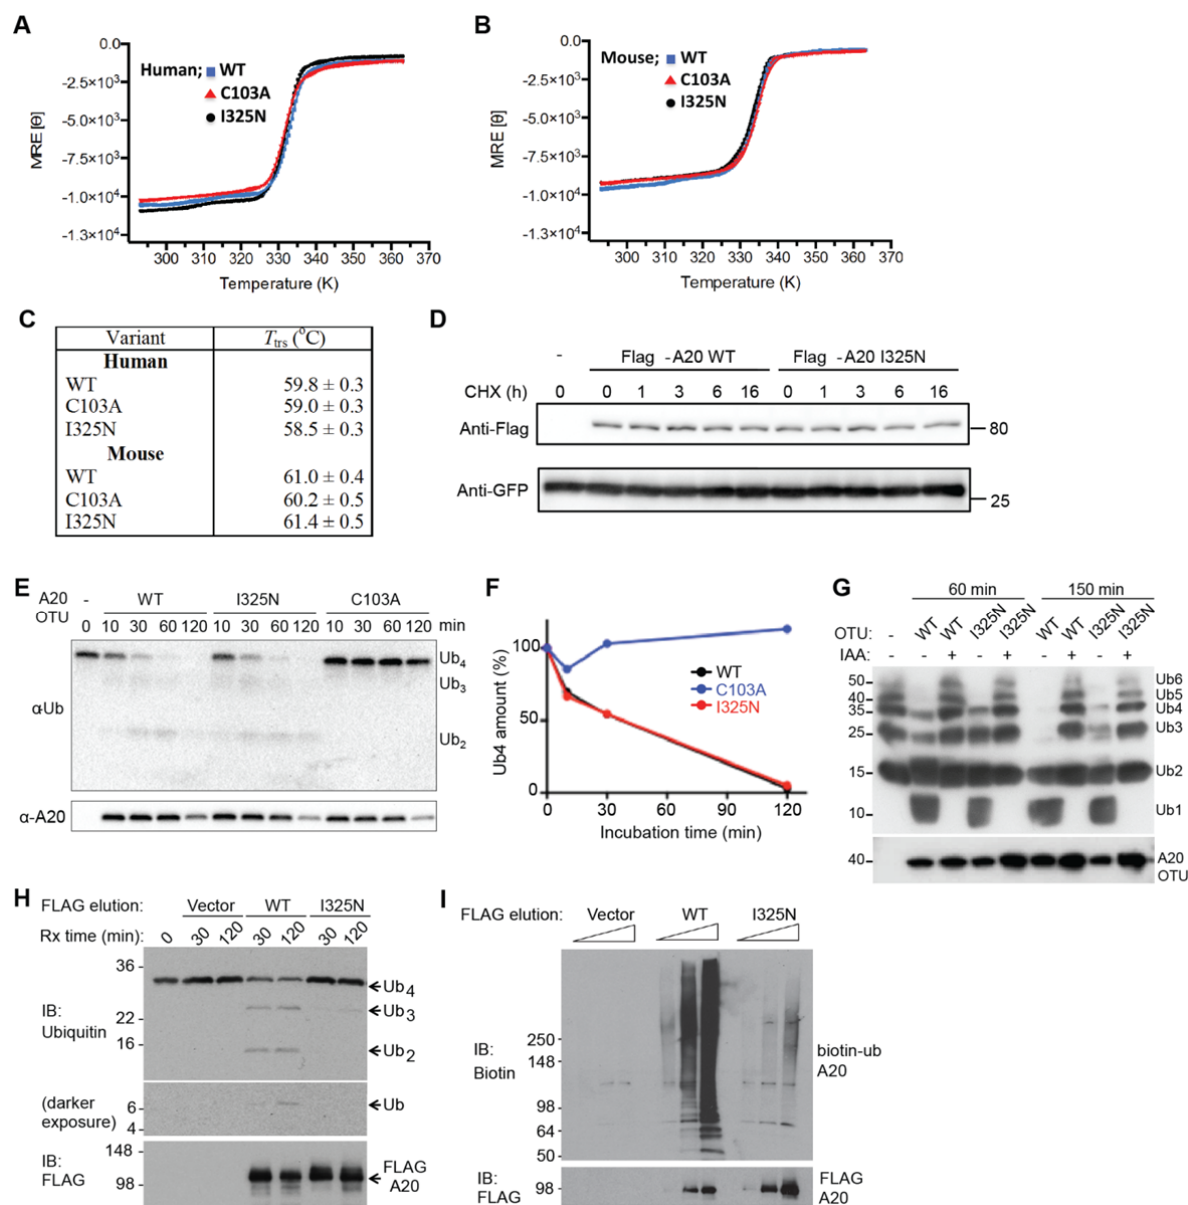 A
Human; WT
C103A
I325N
0.0
-2.5×10³
-5.0×10³
-7.5×10³
-1.0×10⁴
-1.3×10⁴
MRE [θ]
300 310 320 330 340 350 360 370
Temperature (K)
B
Mouse; WT
C103A
I325N
0.0
-2.5×10³
-5.0×10³
-7.5×10³
-1.0×10⁴
-1.3×10⁴
MRE [θ]
300 310 320 330 340 350 360 370
Temperature (K)
C
Variant Ttrs (°C)
Human
WT 59.8 ± 0.3
C103A 59.0 ± 0.3
I325N 58.5 ± 0.3
Mouse
WT 61.0 ± 0.4
C103A 60.2 ± 0.5
I325N 61.4 ± 0.5
D
- Flag -A20 WT Flag -A20 I325N
CHX (h) 0 0 1 3 6 16 0 1 3 6 16
Anti-Flag 80
Anti-GFP 25
E
A20 - WT I325N C103A
OTU 0 10 30 60 120 10 30 60 120 10 30 60 120 min
αUb
Ub4
Ub3
Ub2
α-A20
F
100
50
0
Ub4 amount (%)
WT
C103A
I325N
0 30 60 90 120
Incubation time (min)
G
60 min 150 min
OTU: - WT WT I325N I325N WT WT I325N I325N
IAA: - - + - + - + - +
50 Ub6
40 Ub5
35 Ub4
25 Ub3
15 Ub2
10 Ub1
40 A20
OTU
H
FLAG elution: Vector WT I325N
Rx time (min): 0 30 120 30 120 30 120
36
Ub4
IB:
Ubiquitin
22 Ub3
16
Ub2
(darker
exposure)
6 Ub
4
IB:
FLAG
148
98
FLAG
A20
I
FLAG elution: Vector WT I325N
IB:
Biotin
250
148
98
64
50
biotin-ub
A20
IB:
FLAG
98
FLAG
A20